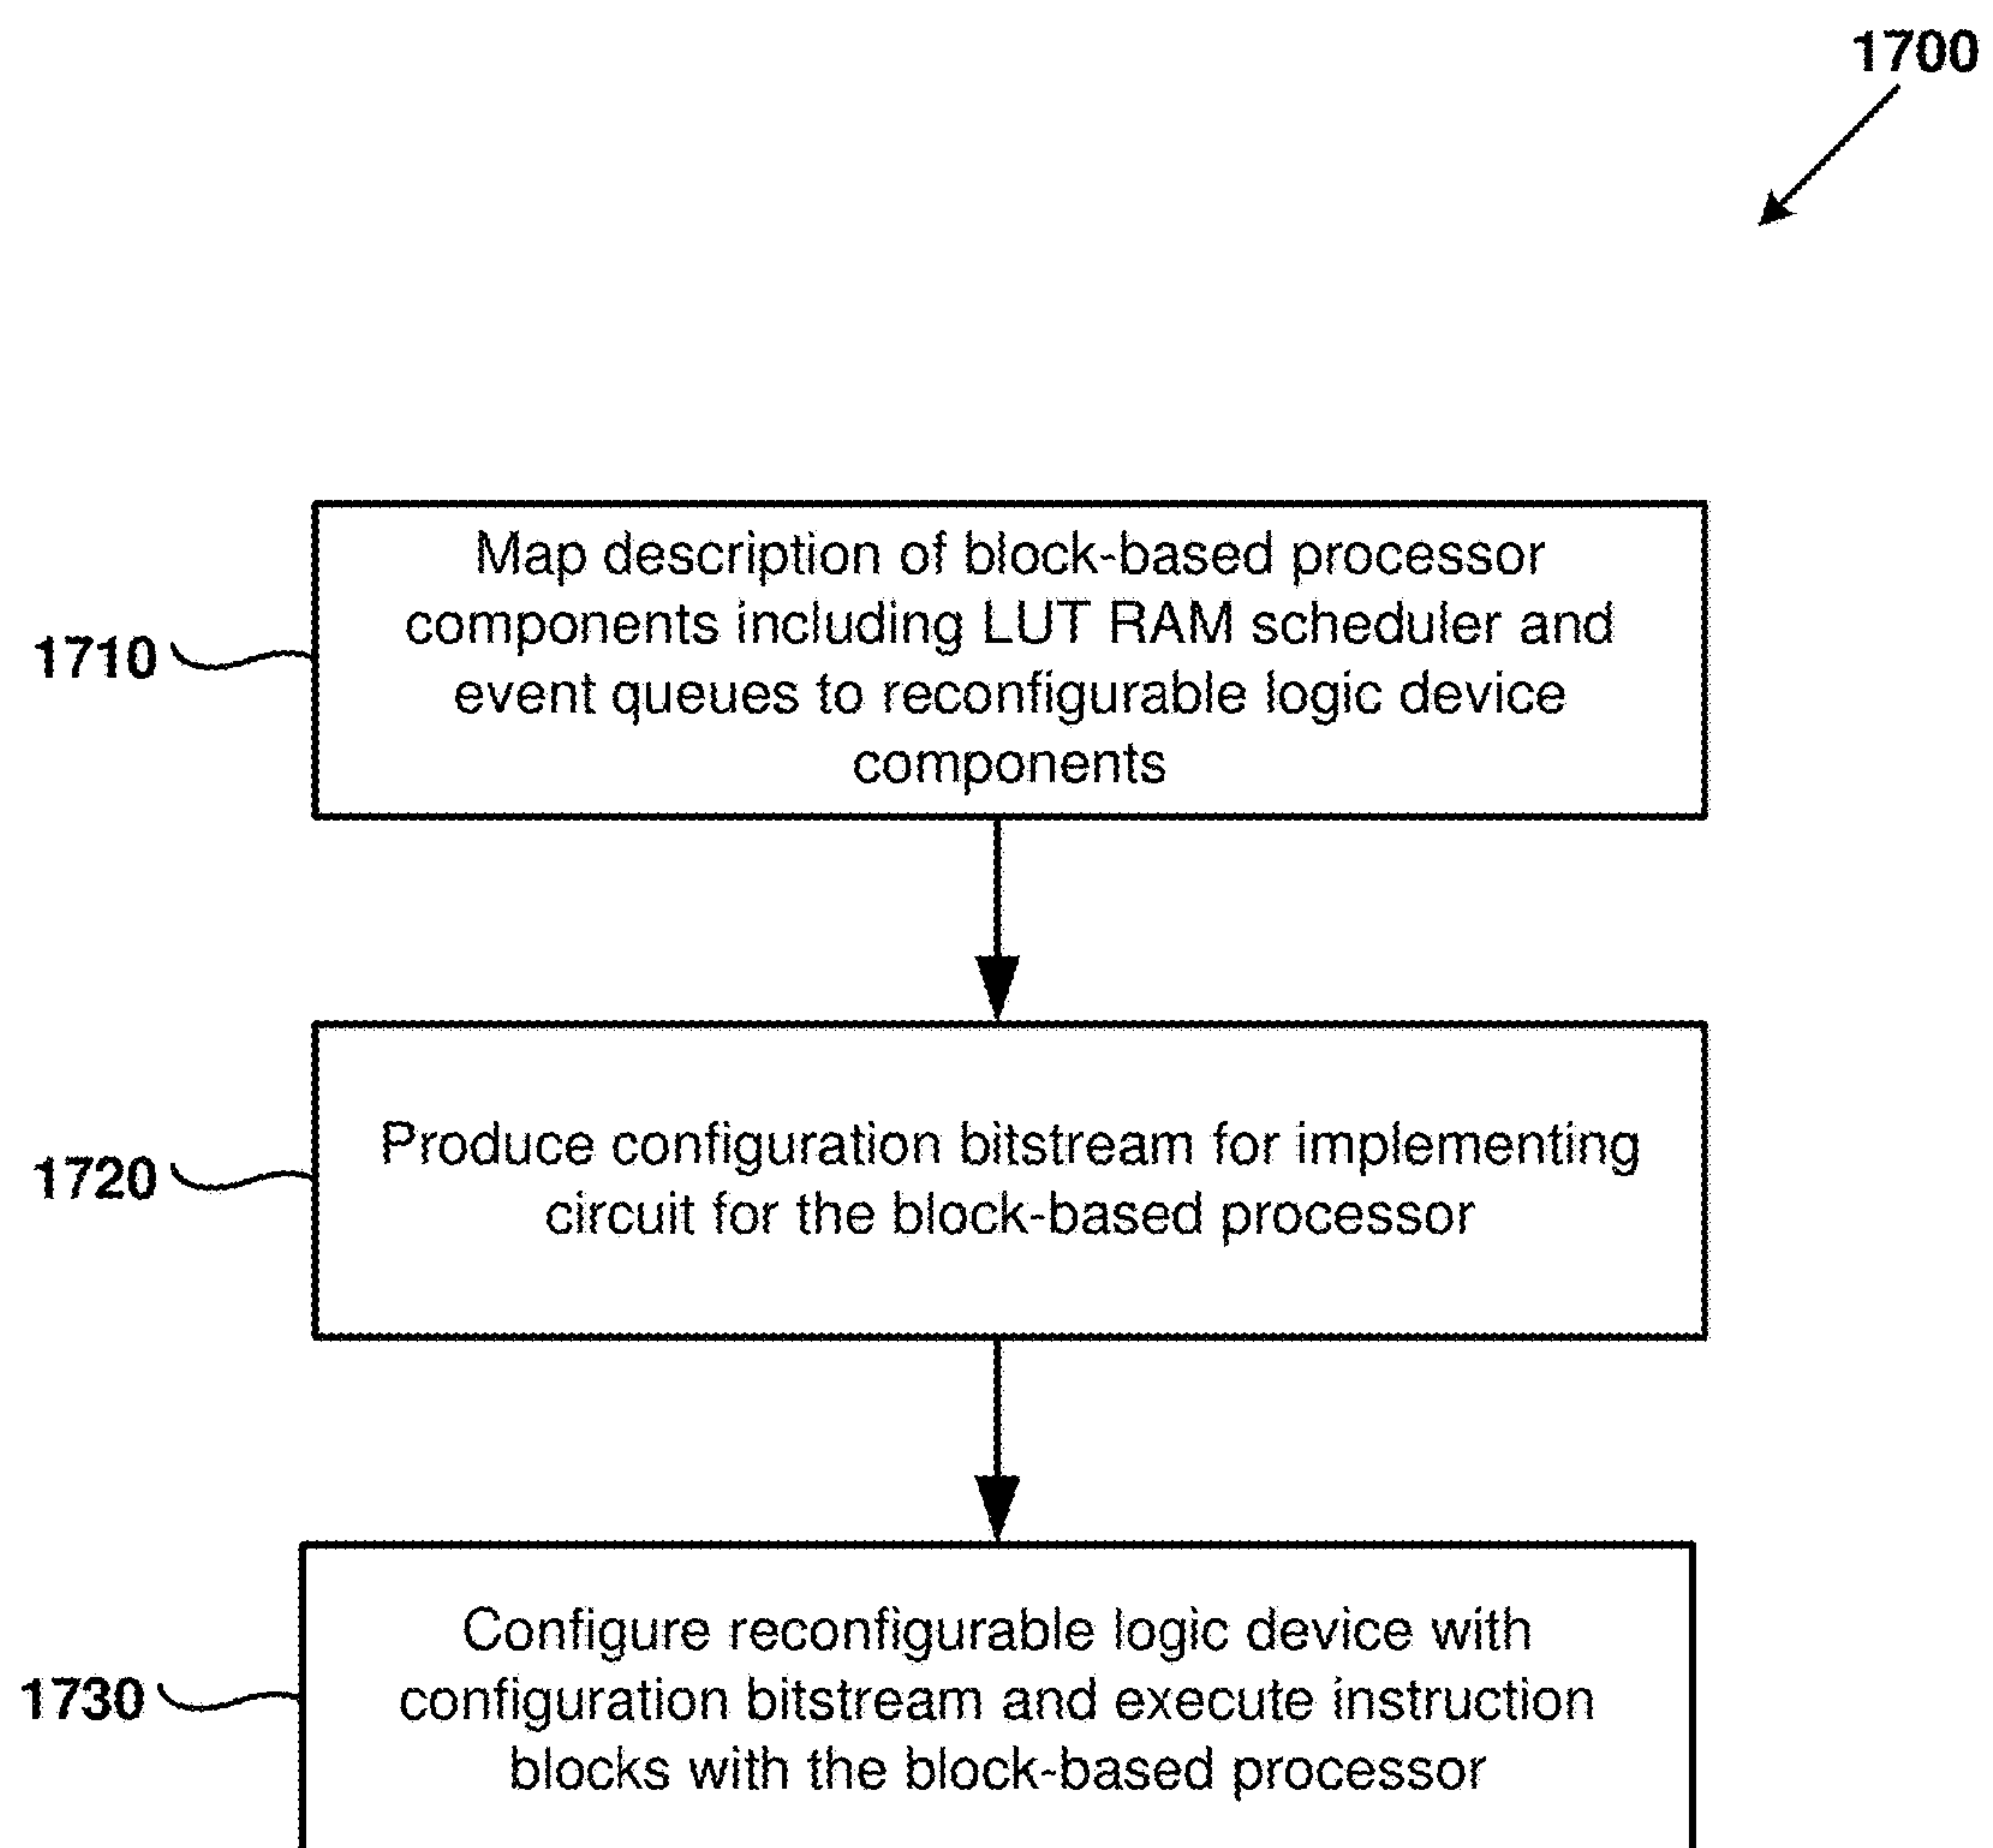 1700
Map description of block-based processor
components including LUT RAM scheduler and
event queues to reconfigurable logic device
components
1710
Produce configuration bitstream for implementing
circuit for the block-based processor
1720
Configure reconfigurable logic device with
configuration bitstream and execute instruction
blocks with the block-based processor
1730